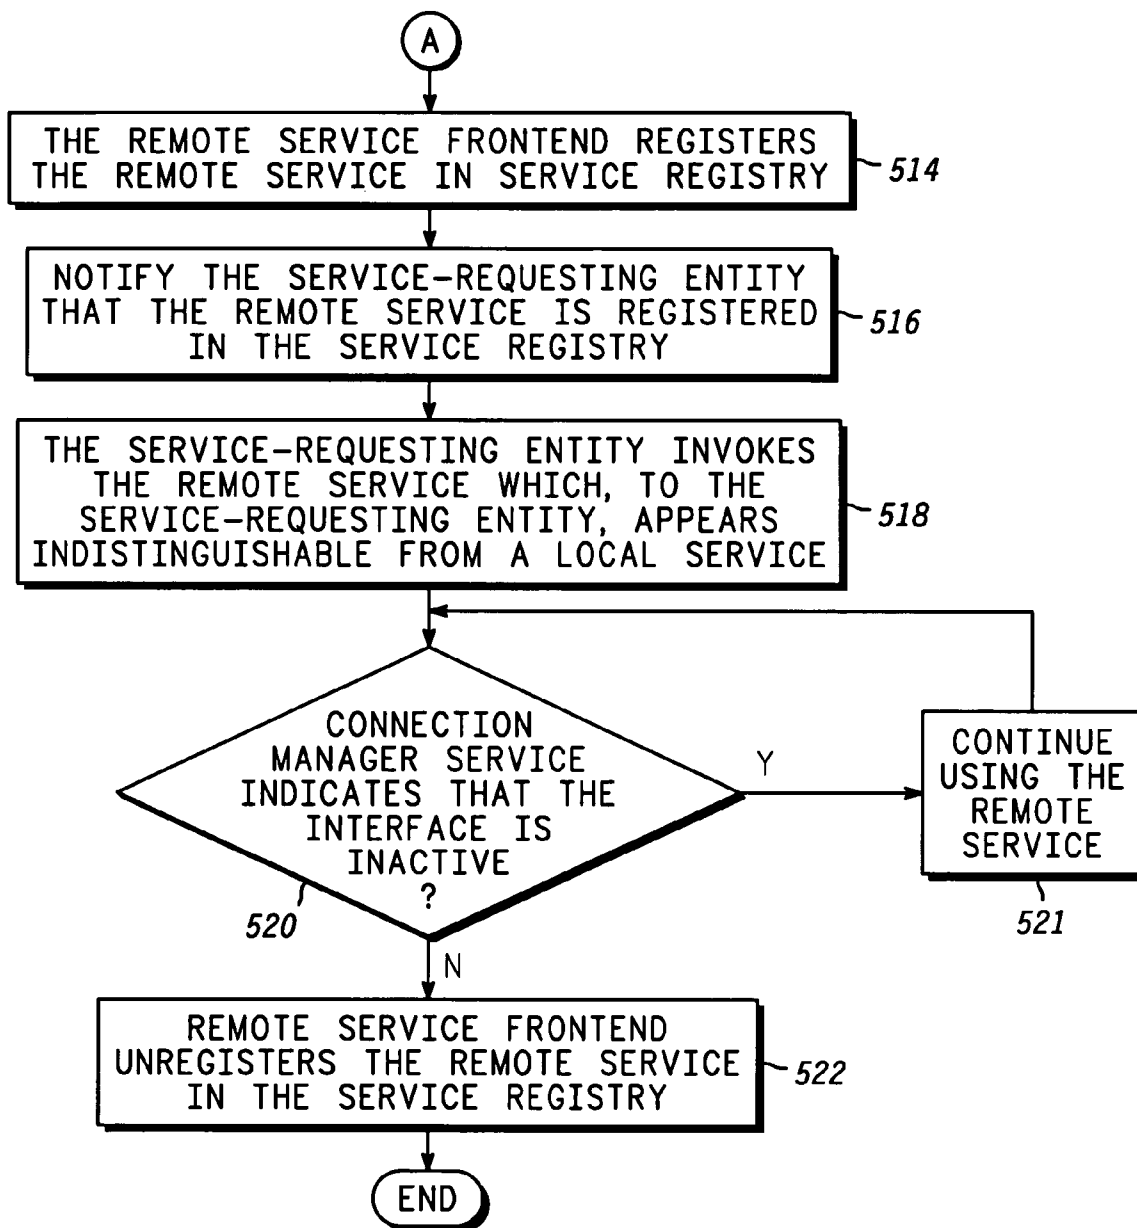 A
THE REMOTE SERVICE FRONTEND REGISTERS
THE REMOTE SERVICE IN SERVICE REGISTRY
514
NOTIFY THE SERVICE-REQUESTING ENTITY
THAT THE REMOTE SERVICE IS REGISTERED
IN THE SERVICE REGISTRY
516
THE SERVICE-REQUESTING ENTITY INVOKES
THE REMOTE SERVICE WHICH, TO THE
SERVICE-REQUESTING ENTITY, APPEARS
INDISTINGUISHABLE FROM A LOCAL SERVICE
518
CONNECTION
MANAGER SERVICE
INDICATES THAT THE
INTERFACE IS
INACTIVE
?
520
Y
CONTINUE
USING THE
REMOTE
SERVICE
521
N
REMOTE SERVICE FRONTEND
UNREGISTERS THE REMOTE SERVICE
IN THE SERVICE REGISTRY
522
END